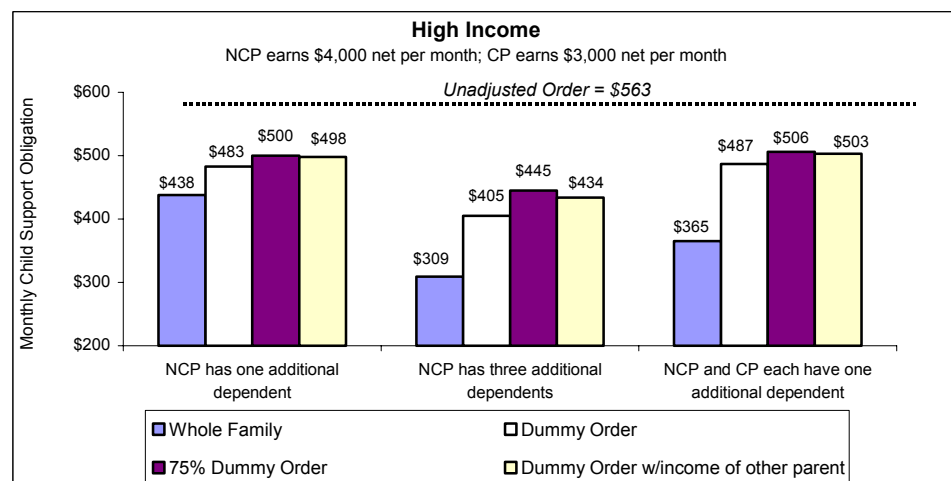 High Income
NCP earns $4,000 net per month; CP earns $3,000 net per month
Monthly Child Support Obligation
$600
$500
$400
$300
$200
Unadjusted Order = $563
$438
$483
$500
$498
$309
$405
$445
$434
$365
$487
$506
$503
NCP has one additional
dependent
NCP has three additional
dependents
NCP and CP each have one
additional dependent
Whole Family
Dummy Order
75% Dummy Order
Dummy Order w/income of other parent